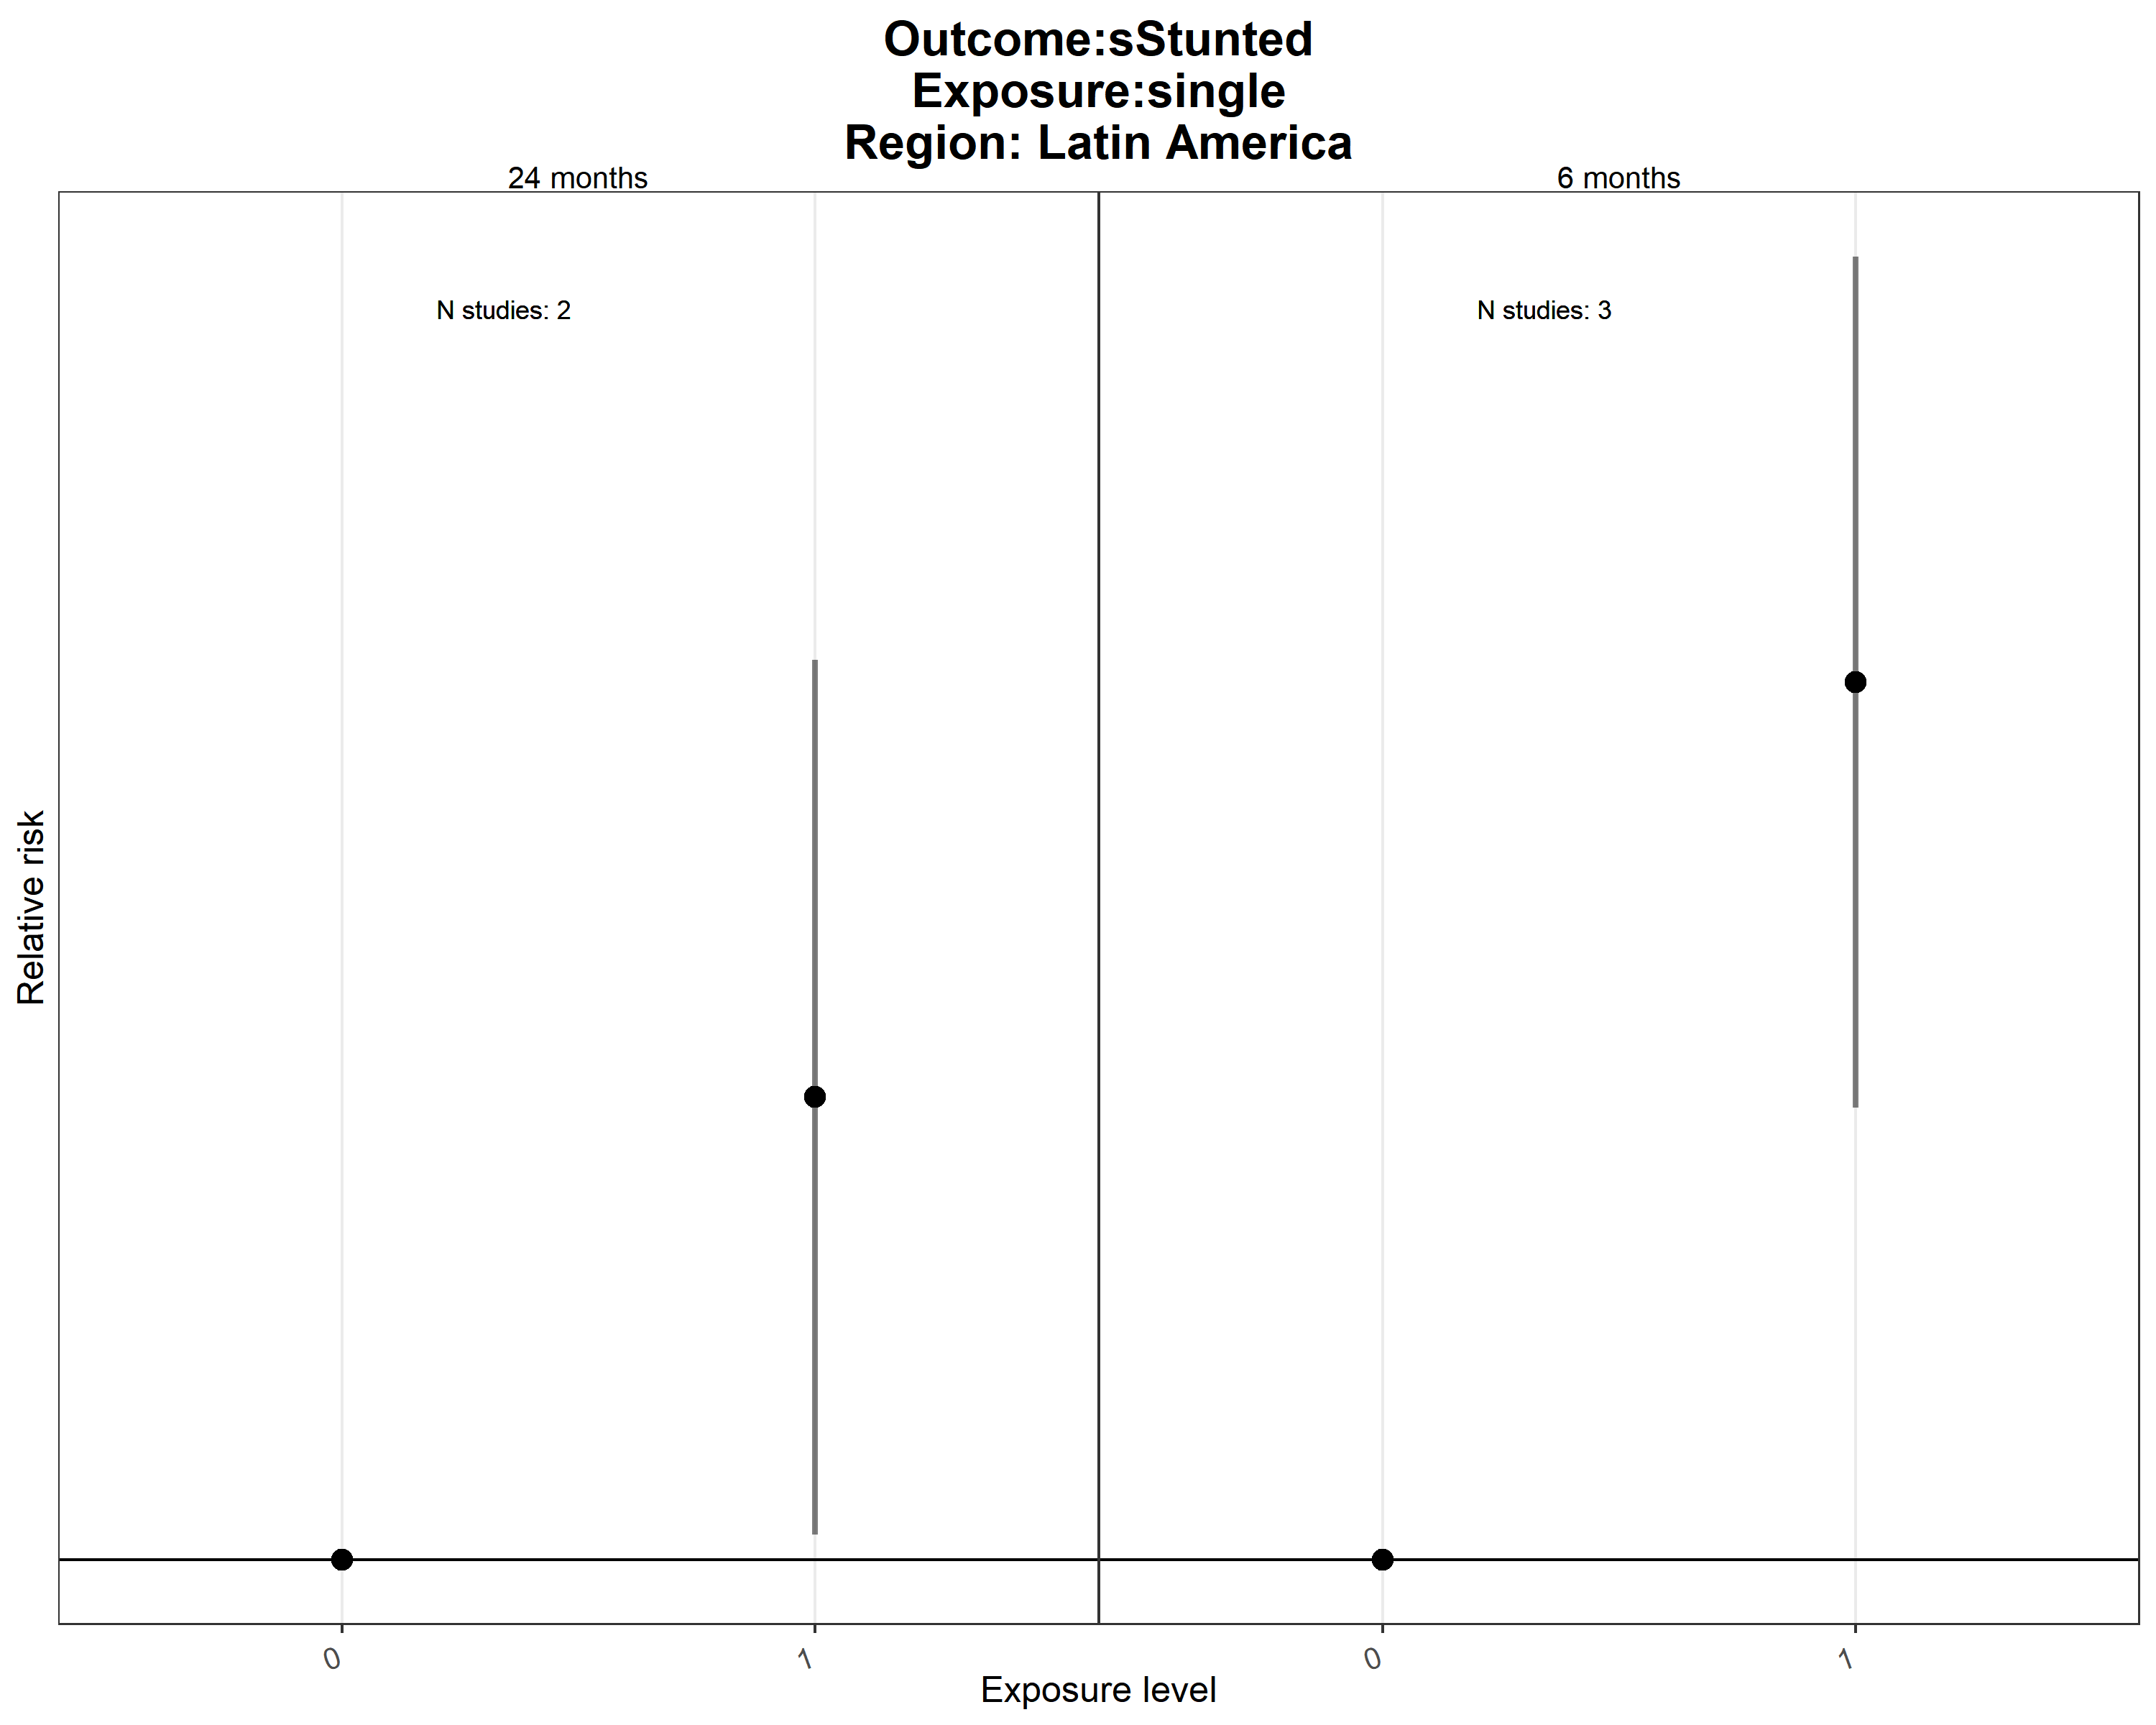 Outcome:sStunted
Exposure:single
Region: Latin America
24 months
6 months
N studies: 2
N studies: 3
Relative risk
0
1
0
1
Exposure level